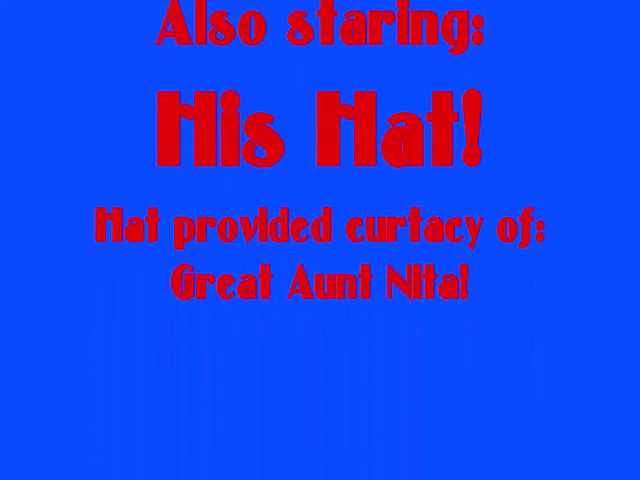 Also staring:
His Hat!
Hat provided curtacy of:
Great Aunt Nita!